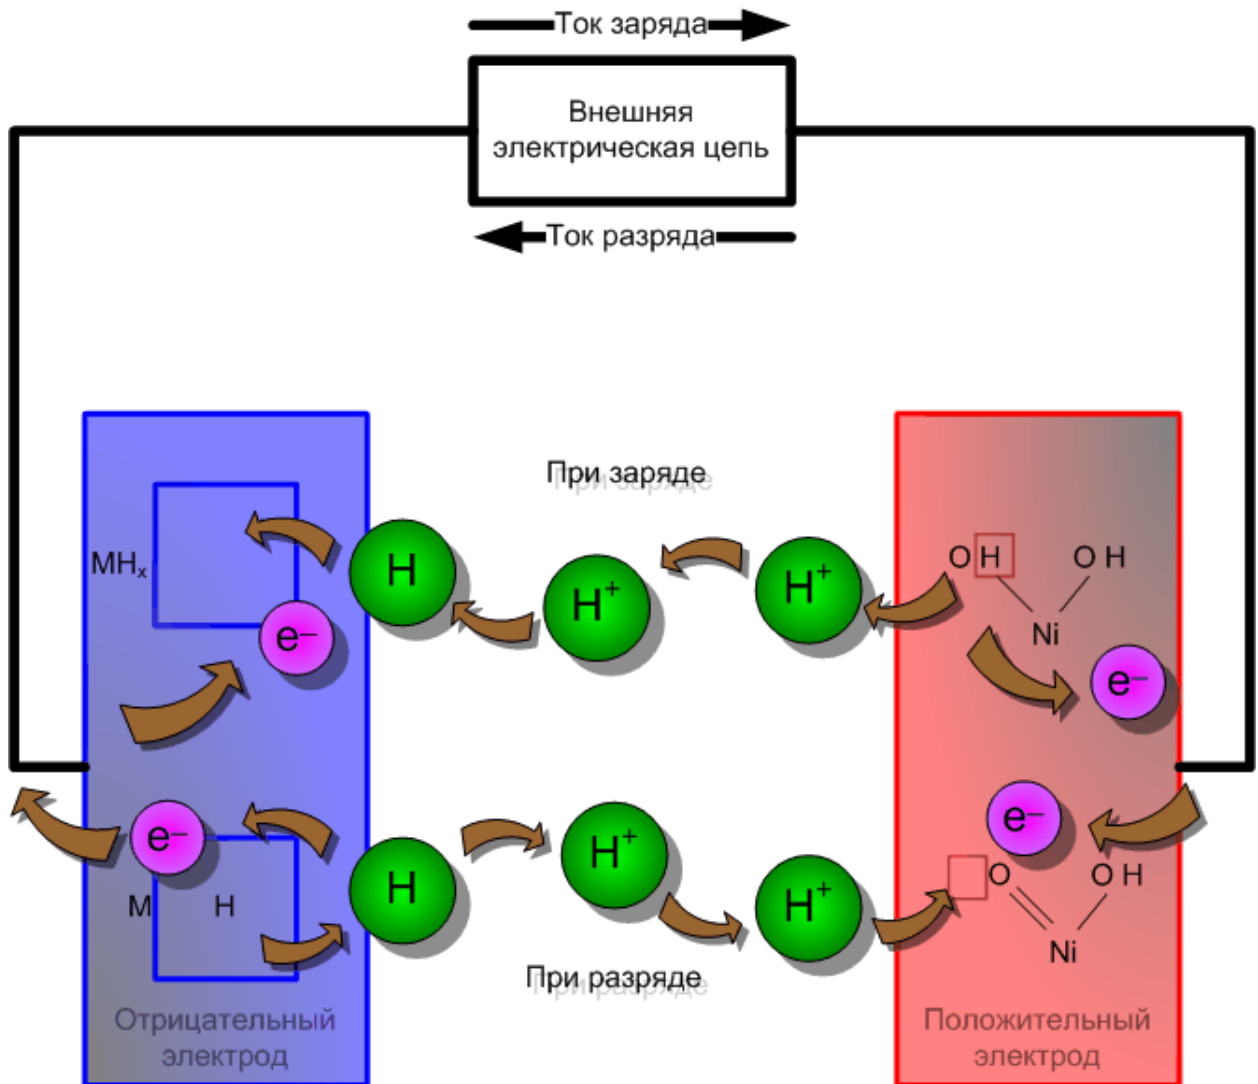 Ток заряда
Внешняя
электрическая цепь
Ток разряда
При заряде
MHₓ
H
H⁺
H⁺
O H
O H
Ni
e–
e–
e–
e–
H
H⁺
H⁺
M
H
O
O H
Ni
При разряде
Отрицательный
электрод
Положительный
электрод